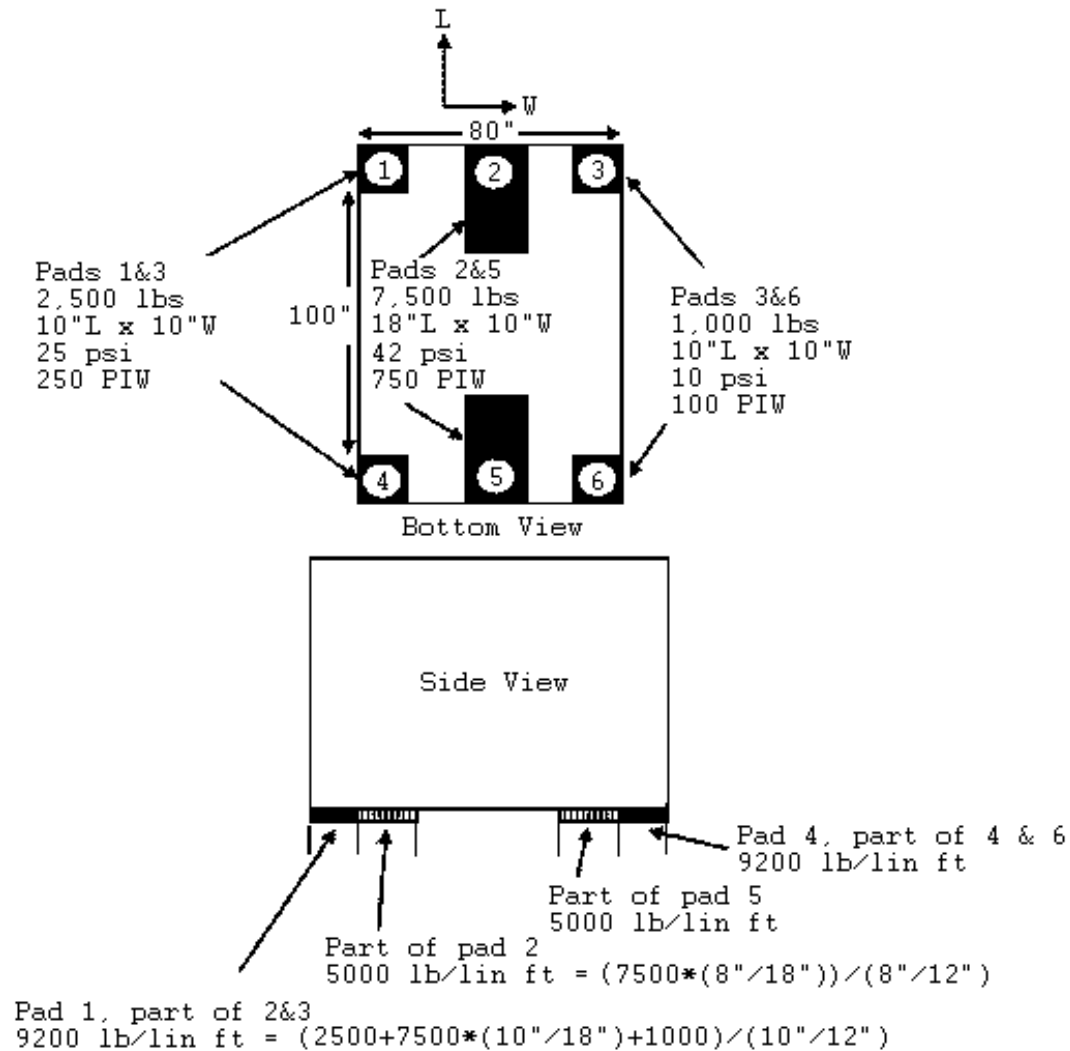 L
W
80"
1
2
3
Pads 1&3
2,500 lbs
10"L x 10"W
25 psi
250 PIW
100"
Pads 2&5
7,500 lbs
18"L x 10"W
42 psi
750 PIW
Pads 3&6
1,000 lbs
10"L x 10"W
10 psi
100 PIW
4
5
6
Bottom View
Side View
Pad 4, part of 4 & 6
9200 lb/lin ft
Part of pad 5
5000 lb/lin ft
Part of pad 2
5000 lb/lin ft = (7500*(8"/18"))/(8"/12")
Pad 1, part of 2&3
9200 lb/lin ft = (2500+7500*(10"/18")+1000)/(10"/12")